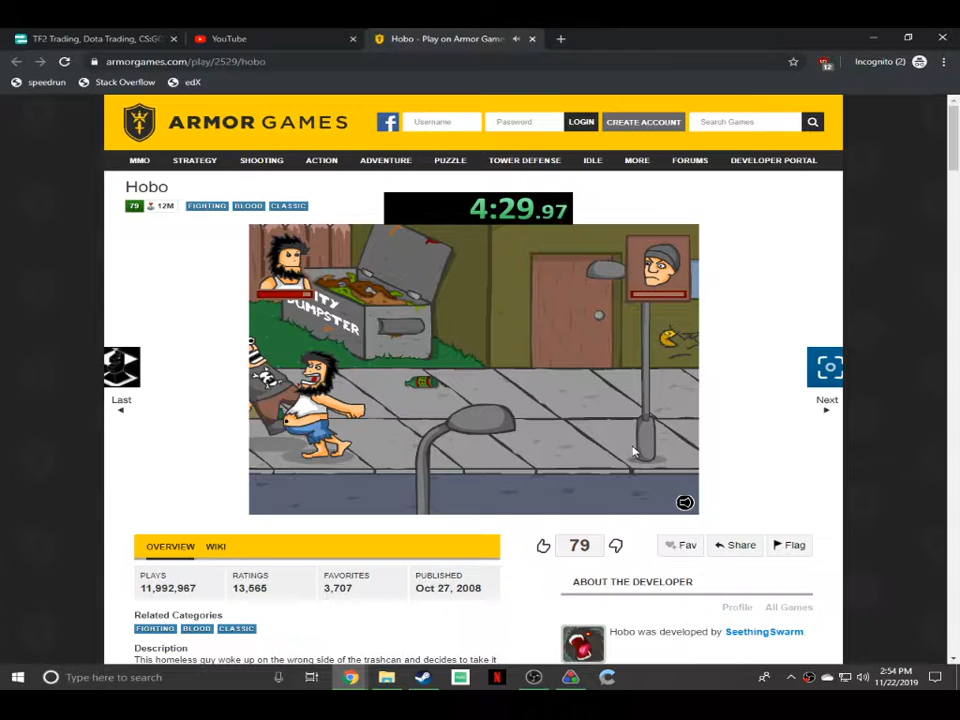 TF2 Trading, Dota Trading, CS:GO
YouTube
Hobo - Play on Armor Game
armorgames.com/play/2529/hobo
12
Incognito (2)
speedrun
Stack Overflow
edX
ARMOR GAMES
Username
Password
LOGIN
CREATE ACCOUNT
Search Games
MMO
STRATEGY
SHOOTING
ACTION
ADVENTURE
PUZZLE
TOWER DEFENSE
IDLE
MORE
FORUMS
DEVELOPER PORTAL
Hobo
79
12M
FIGHTING
BLOOD
CLASSIC
4:29.97
ITY
DUMPSTER
Last
Next
OVERVIEW
WIKI
79
Fav
Share
Flag
PLAYS
RATINGS
FAVORITES
PUBLISHED
11,992,967
13,565
3,707
Oct 27, 2008
ABOUT THE DEVELOPER
Profile
All Games
Related Categories
FIGHTING
BLOOD
CLASSIC
Hobo was developed by SeethingSwarm
Description
This homeless guy woke up on the wrong side of the trashcan and decides to take it
Type here to search
2:54 PM
11/22/2019